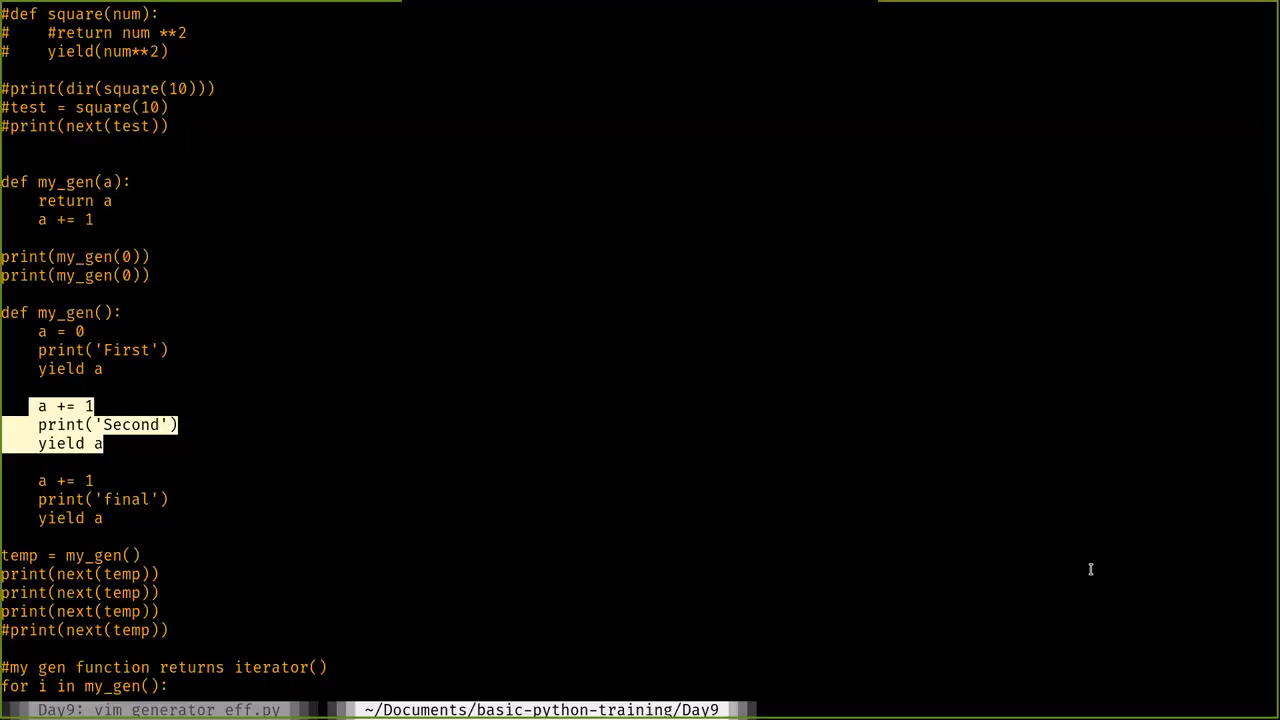 #def square(num):
#    #return num **2
#    yield(num**2)
#print(dir(square(10)))
#test = square(10)
#print(next(test))
def my_gen(a):
    return a
    a += 1
print(my_gen(0))
print(my_gen(0))
def my_gen():
    a = 0
    print('First')
    yield a
    a += 1
    print('Second')
    yield a
    a += 1
    print('final')
    yield a
temp = my_gen()
print(next(temp))
print(next(temp))
print(next(temp))
#print(next(temp))
#my gen function returns iterator()
for i in my_gen():
Day9: vim generator_eff.py ~/Documents/basic-python-training/Day9